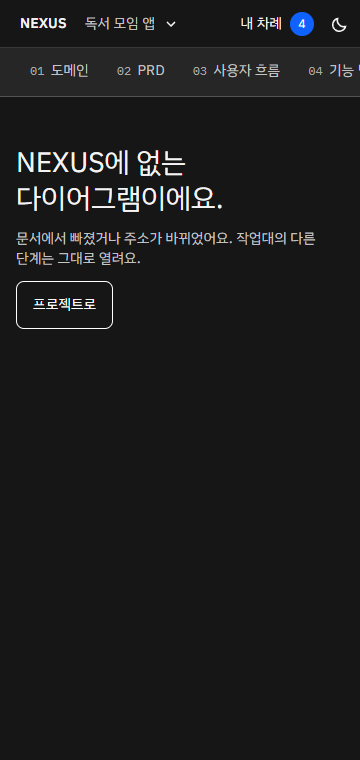 NEXUS 독서 모임 앱 내 차례 4
01 도메인 02 PRD 03 사용자 흐름 04 기능
NEXUS에 없는
다이어그램이에요.
문서에서 빠졌거나 주소가 바뀌었어요. 작업대의 다른
단계는 그대로 열려요.
프로젝트로